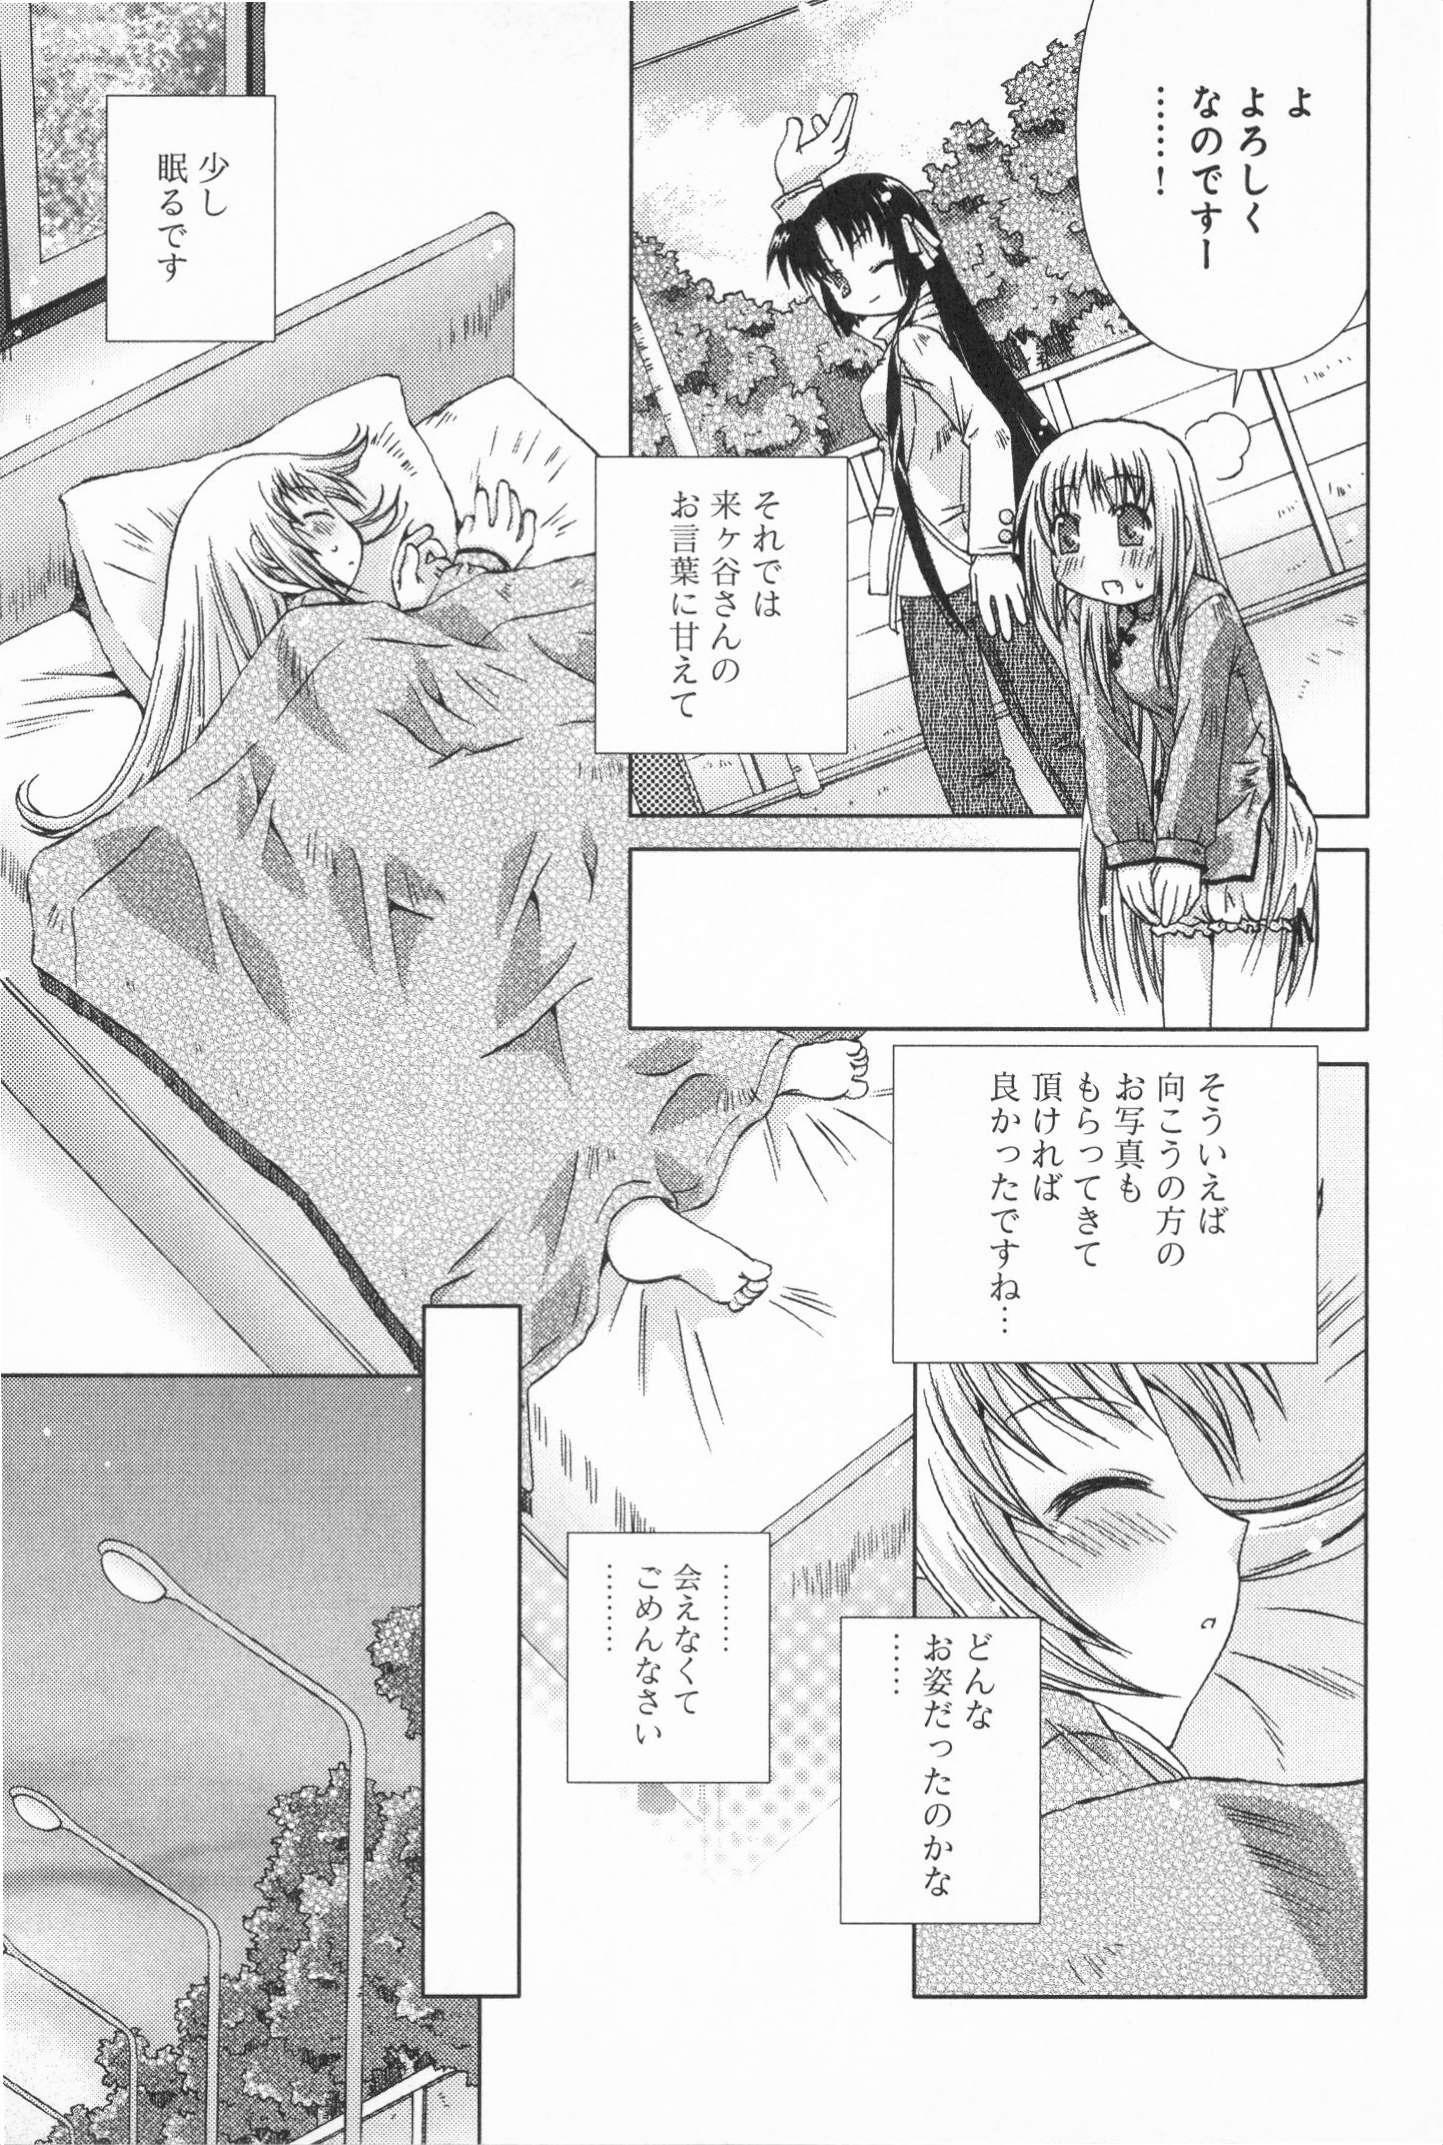 よ
よろしく
なのですー
……！
それでは
来ヶ谷さんの
お言葉に甘えて
少し
眠るです
そういえば
向こうの方の
お写真も
もらってきて
頂ければ
良かったですね…
どんな
お姿だったのかな
……
………
会えなくて
ごめんなさい
………